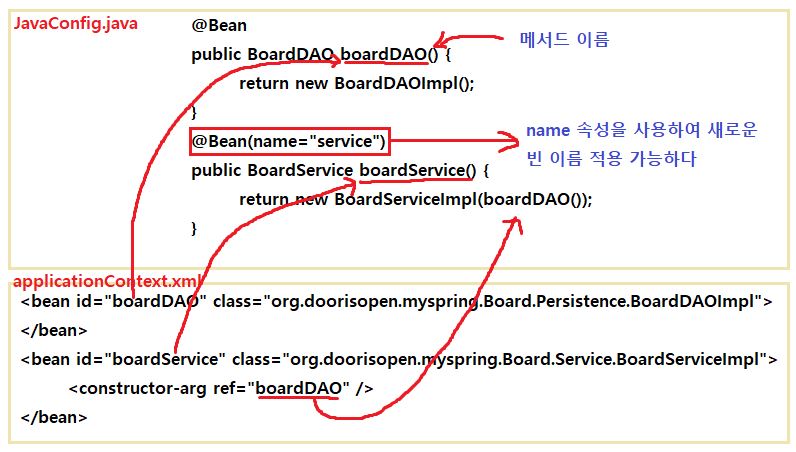 JavaConfig.java
@Bean
public BoardDAO boardDAO() {
메서드 이름
return new BoardDAOImpl();
}
@Bean(name="service")
name 속성을 사용하여 새로운
빈 이름 적용 가능하다
public BoardService boardService() {
return new BoardServiceImpl(boardDAO());
}
applicationContext.xml
<bean id="boardDAO" class="org.doorisopen.myspring.Board.Persistence.BoardDAOImpl">
</bean>
<bean id="boardService" class="org.doorisopen.myspring.Board.Service.BoardServiceImpl">
<constructor-arg ref="boardDAO" />
</bean>